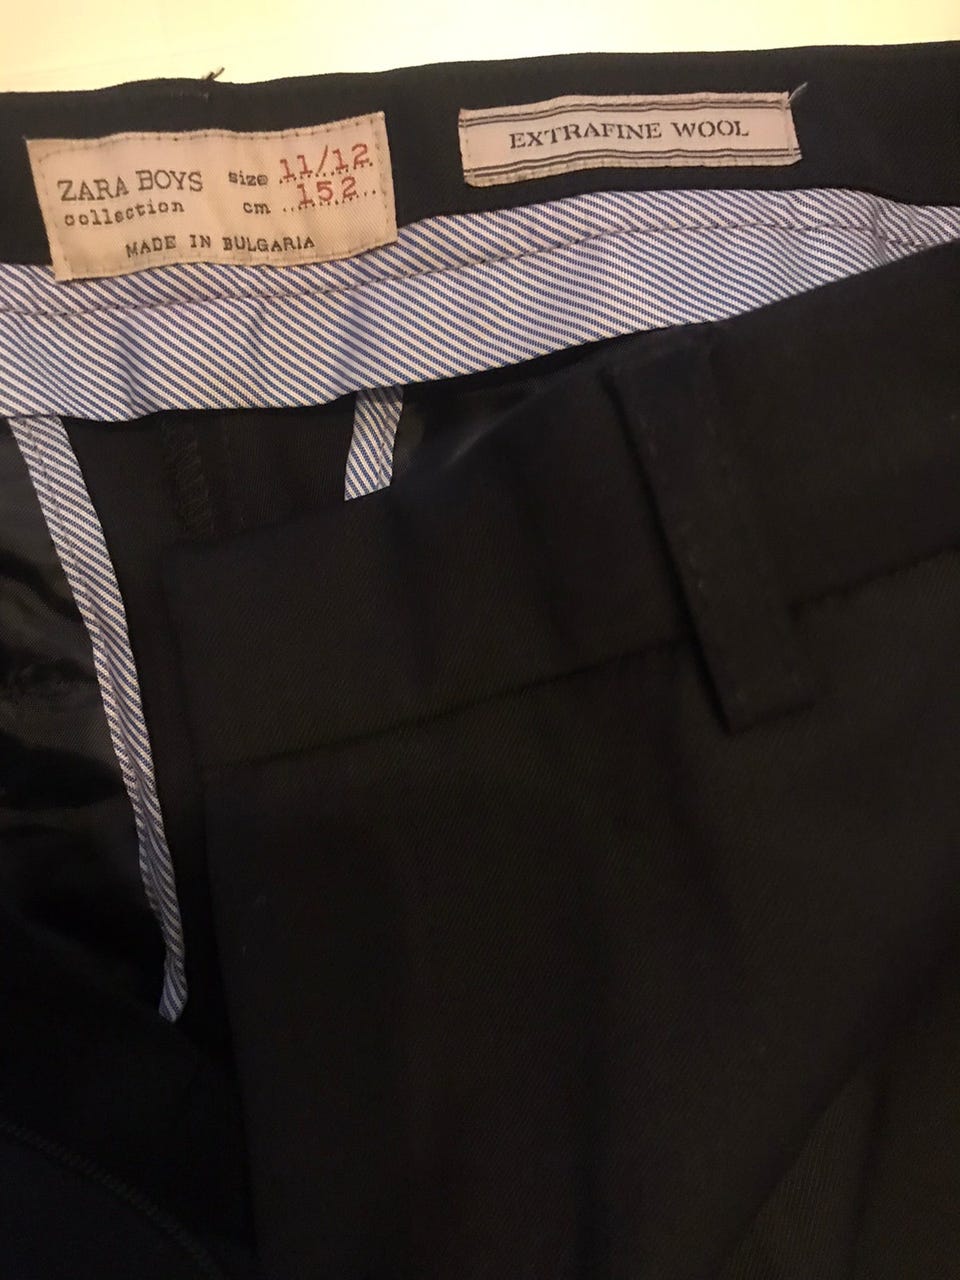 ZARA BOYS size 11/12
collection cm 152
MADE IN BULGARIA
EXTRAFINE WOOL